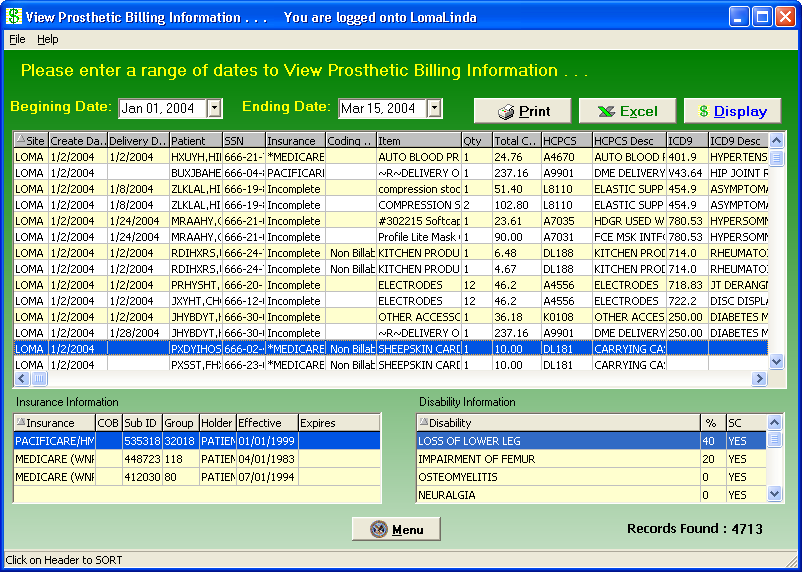 View Prosthetic Billing Information . . .    You are logged onto LomaLinda
File Help
Please enter a range of dates to View Prosthetic Billing Information . . .
Begining Date: Jan 01, 2004 Ending Date: Mar 15, 2004 Print Excel $ Display
Site Create Da... Delivery D... Patient SSN Insurance Coding ... Item Qty Total C... HCPCS HCPCS Desc ICD9 ICD9 Desc
LOMA 1/2/2004 1/2/2004 HXUYH,HI 666-21- *MEDICARE AUTO BLOOD PR 1 24.76 A4670 AUTO BLOOD F 401.9 HYPERTENS
LOMA 1/2/2004 BUXJBAHE 666-04- PACIFICARI ~R~DELIVERY O 1 237.16 A9901 DME DELIVERY V43.64 HIP JOINT R
LOMA 1/8/2004 ZLKLAL,HI 666-19- Incomplete compression stoc 1 51.40 L8110 ELASTIC SUPP 454.9 ASYMPTOMA
LOMA 1/8/2004 ZLKLAL,HI 666-19- Incomplete COMPRESSION S 2 102.80 L8110 ELASTIC SUPP 454.9 ASYMPTOMA
LOMA 1/2/2004 1/24/2004 MRAAHY,C 666-21- Incomplete #302215 Softcap 1 23.61 A7035 HDGR USED W 780.53 HYPERSOMN
LOMA 1/2/2004 1/24/2004 MRAAHY,C 666-21- Incomplete Profile Lite Mask 1 90.00 A7031 FCE MSK INTF 780.53 HYPERSOMN
LOMA 1/2/2004 1/2/2004 RDIHXRS, 666-24- Incomplete Non Billab KITCHEN PRODU 1 6.48 DL188 KITCHEN PRO 714.0 RHEUMATO
LOMA 1/2/2004 1/2/2004 RDIHXRS, 666-24- Incomplete Non Billab KITCHEN PRODU 1 4.67 DL188 KITCHEN PRO 714.0 RHEUMATO
LOMA 1/2/2004 1/2/2004 PRHYSHT, 666-20- Incomplete ELECTRODES 12 46.2 A4556 ELECTRODES 718.83 JT DERANG
LOMA 1/2/2004 1/2/2004 JXYHT,CH 666-12- Incomplete ELECTRODES 12 46.2 A4556 ELECTRODES 722.2 DISC DISPLA
LOMA 1/2/2004 1/2/2004 JHYBDYT, 666-30- Incomplete OTHER ACCESSO 1 36.18 K0108 OTHER ACCES 250.00 DIABETES M
LOMA 1/28/2004 JHYBDYT, 666-30- Incomplete ~R~DELIVERY O 1 237.16 A9901 DME DELIVERY 250.00 DIABETES M
LOMA 1/2/2004 PXDYIHOS 666-02- *MEDICARE Non Billab SHEEPSKIN CARD 1 10.00 DL181 CARRYING CA
LOMA 1/2/2004 PXSST,FH 666-23- *MEDICARE Non Billab SHEEPSKIN CARD 1 10.00 DL181 CARRYING CA
Insurance Information Disability Information
Insurance COB Sub ID Group Holder Effective Expires Disability % SC
PACIFICARE/HM 535318 32018 PATIEN 01/01/1999 LOSS OF LOWER LEG 40 YES
MEDICARE (WNR 448723 118 PATIEN 04/01/1983 IMPAIRMENT OF FEMUR 20 YES
MEDICARE (WNR 412030 80 PATIEN 07/01/1994 OSTEOMYELITIS 0 YES
NEURALGIA 0 YES
Menu Records Found : 4713
Click on Header to SORT